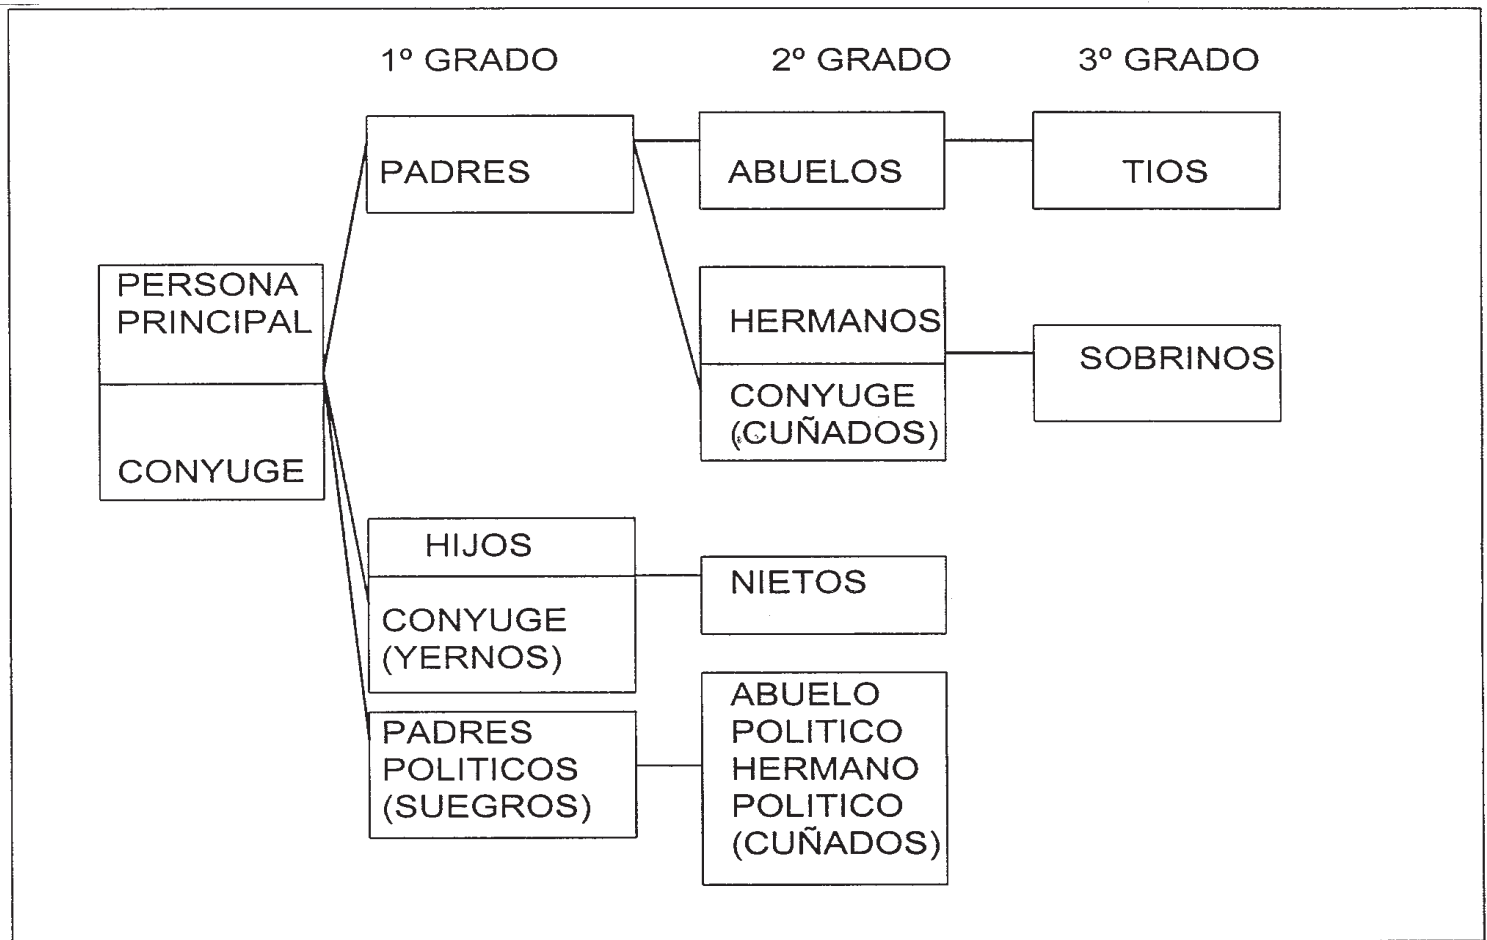 1º GRADO
2º GRADO
3º GRADO
PADRES
ABUELOS
TIOS
PERSONA
PRINCIPAL
CONYUGE
HERMANOS
CONYUGE
(CUÑADOS)
SOBRINOS
HIJOS
CONYUGE
(YERNOS)
NIETOS
PADRES
POLITICOS
(SUEGROS)
ABUELO
POLITICO
HERMANO
POLITICO
(CUÑADOS)